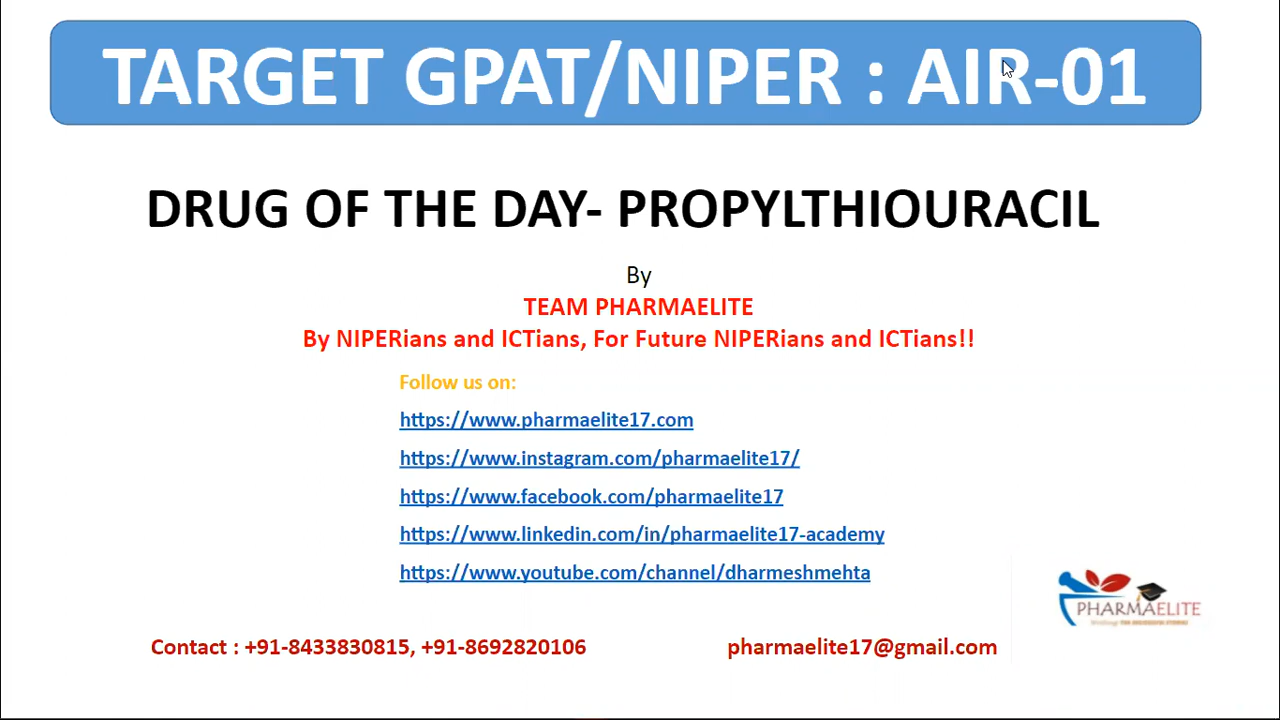 TARGET GPAT/NIPER : AIR-01
DRUG OF THE DAY- PROPYLTHIOURACIL
By
TEAM PHARMAELITE
By NIPERians and ICTians, For Future NIPERians and ICTians!!
Follow us on:
https://www.pharmaelite17.com
https://www.instagram.com/pharmaelite17/
https://www.facebook.com/pharmaelite17
https://www.linkedin.com/in/pharmaelite17-academy
https://www.youtube.com/channel/dharmeshmehta
PHARMAELITE
Contact : +91-8433830815, +91-8692820106 pharmaelite17@gmail.com